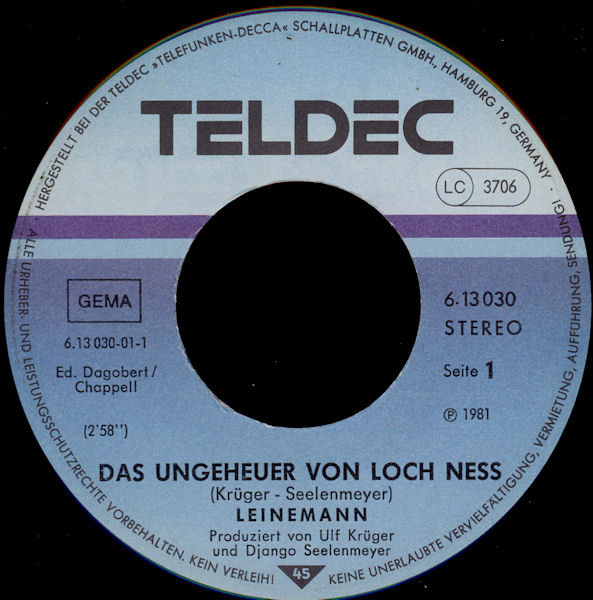 HERGESTELLT BEI DER TELDEC »TELEFUNKEN-DECCA« SCHALLPLATTEN GMBH., HAMBURG 19, GERMANY ·
TELDEC
LC 3706
GEMA
6.13 030-01-1
Ed. Dagobert/
Chappell
(2'58'')
6.13 030
STEREO
Seite 1
℗ 1981
DAS UNGEHEUER VON LOCH NESS
(Krüger - Seelenmeyer)
LEINEMANN
Produziert von Ulf Krüger
und Django Seelenmeyer
45
ALLE URHEBER- UND LEISTUNGSSCHUTZRECHTE VORBEHALTEN. KEIN VERLEIH! KEINE UNERLAUBTE VERVIELFÄLTIGUNG, VERMIETUNG, AUFFÜHRUNG, SENDUNG!